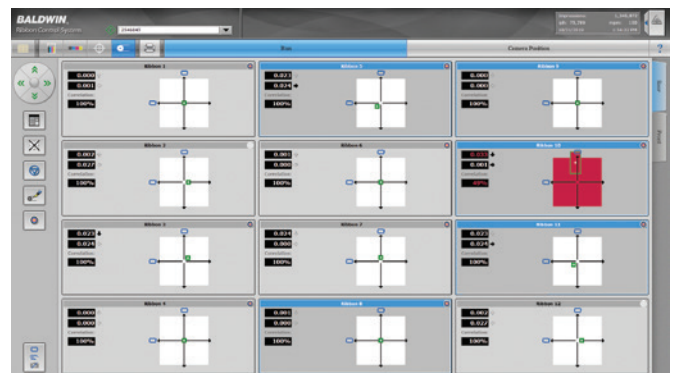 BALDWIN.
Ribbon Control System
Run
Camera Position
?
Ribbon 1
0.000
0.001
Correlation
100%
Ribbon 5
0.023
0.024
Correlation
100%
0.000
0.000
Correlation
100%
Rear
Front
0.002
0.027
Correlation
100%
Ribbon 6
0.001
0.000
Correlation
100%
Ribbon 10
0.001
Correlation
Ribbon 3
0.023
0.024
Correlation
100%
Ribbon 7
0.024
0.000
Correlation
100%
Ribbon 11
0.023
0.024
Correlation
100%
Ribbon 4
0.000
0.000
Correlation
100%
Ribbon 8
0.001
0.000
Correlation
100%
Ribbon 12
0.002
0.027
Correlation
100%